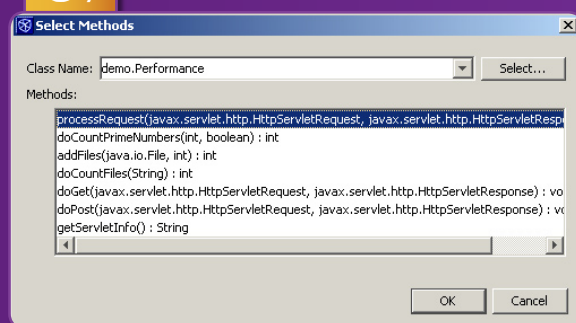 Select Methods
Class Name: demo.Performance Select...
Methods:
processRequest(javax.servlet.http.HttpServletRequest, javax.servlet.http.HttpServletRespo
doCountPrimeNumbers(int, boolean) : int
addFiles(java.io.File, int) : int
doCountFiles(String) : int
doGet(javax.servlet.http.HttpServletRequest, javax.servlet.http.HttpServletResponse) : vo
doPost(javax.servlet.http.HttpServletRequest, javax.servlet.http.HttpServletResponse) : vo
getServletInfo() : String
OK Cancel